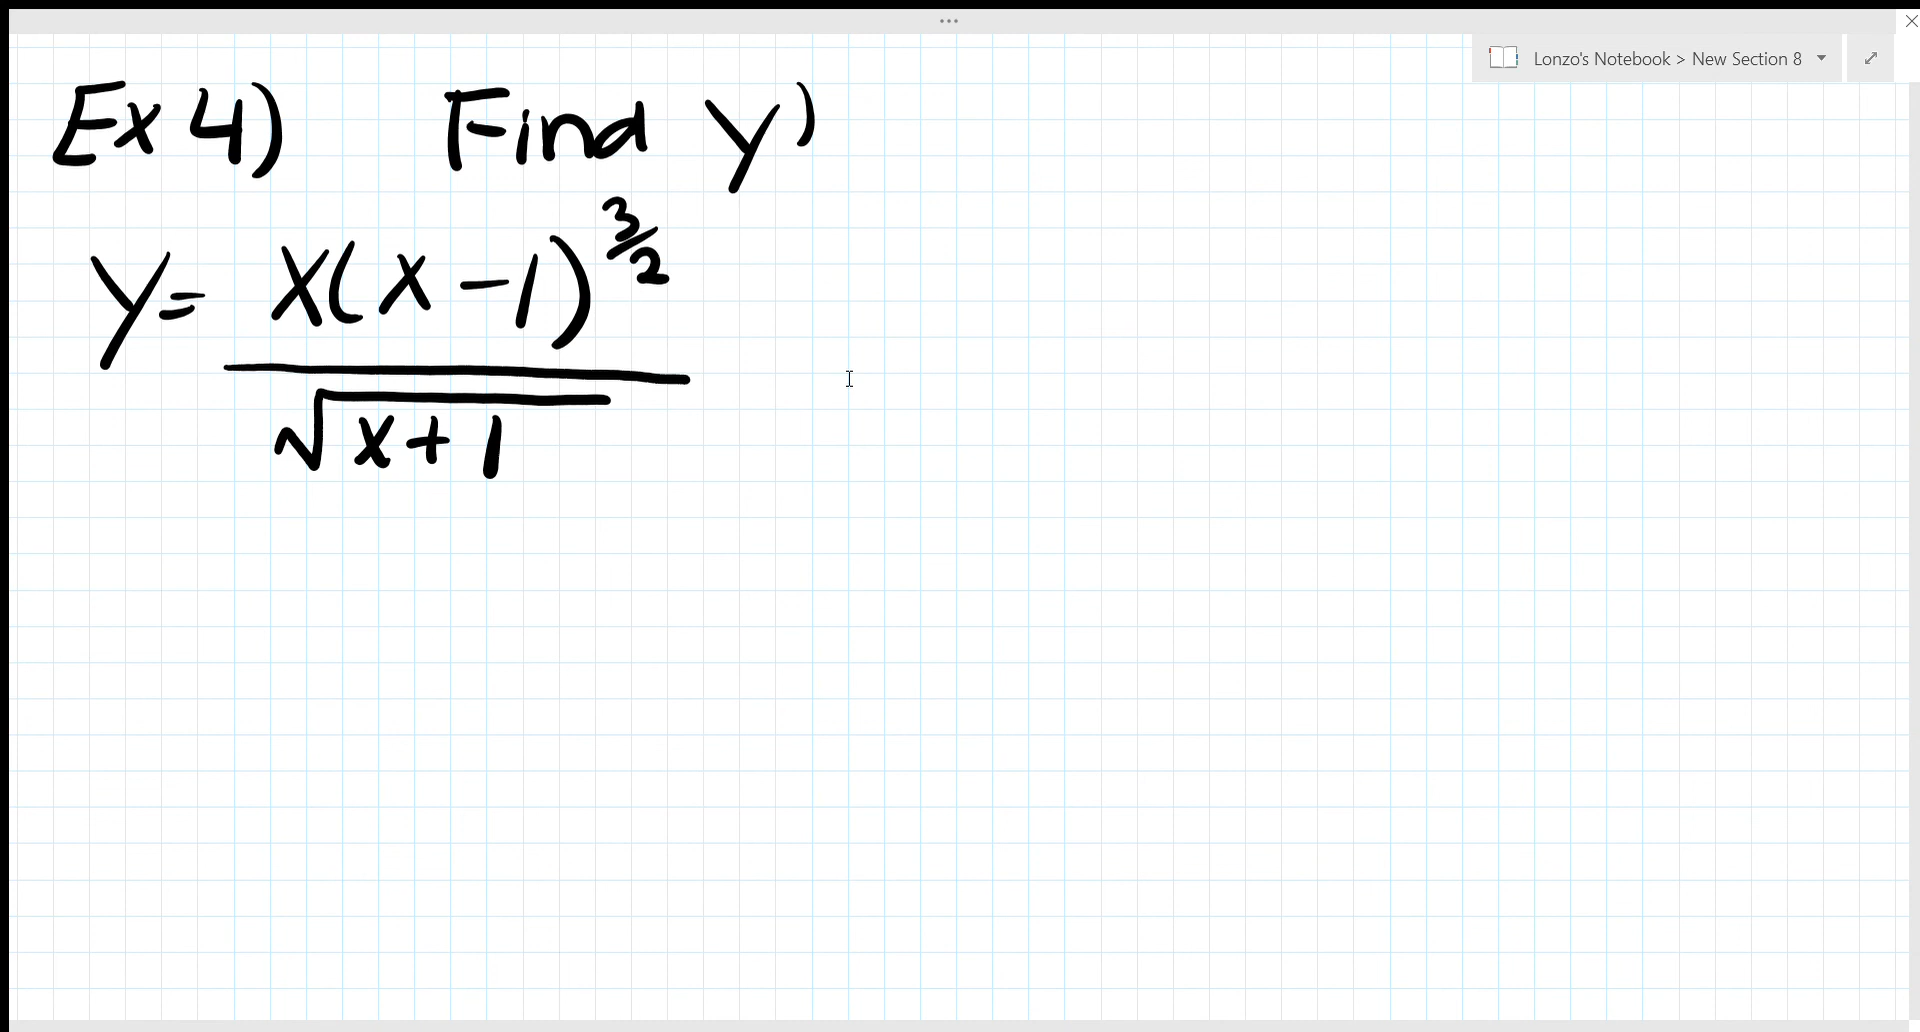 Lonzo's Notebook > New Section 8
Ex 4) Find y'
y= x(x-1)^3/2
√x+1